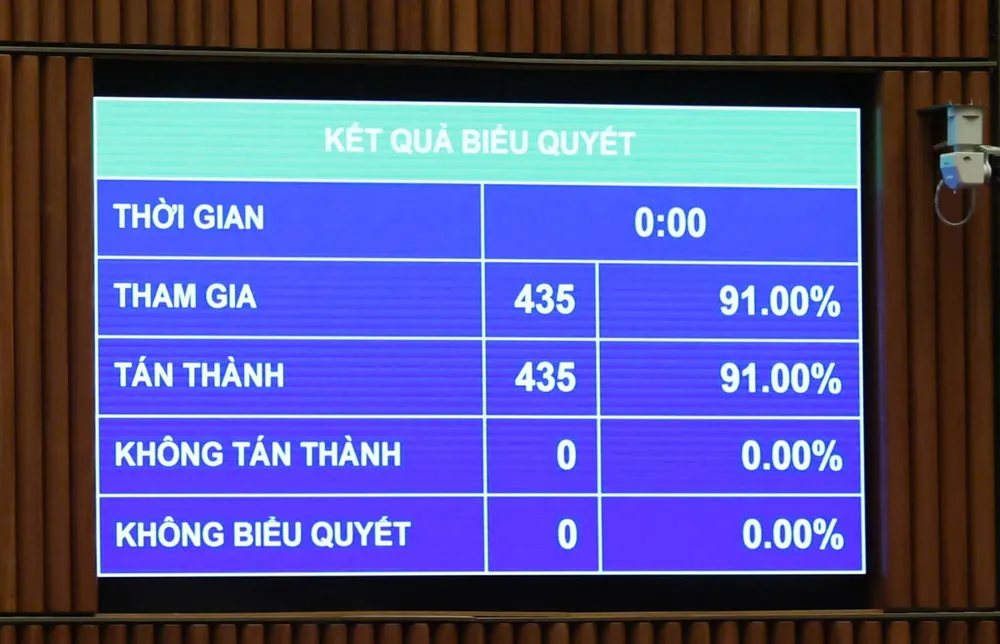 KẾT QUẢ BIỂU QUYẾT
THỜI GIAN 0:00
THAM GIA 435 91.00%
TÁN THÀNH 435 91.00%
KHÔNG TÁN THÀNH 0 0.00%
KHÔNG BIỂU QUYẾT 0 0.00%